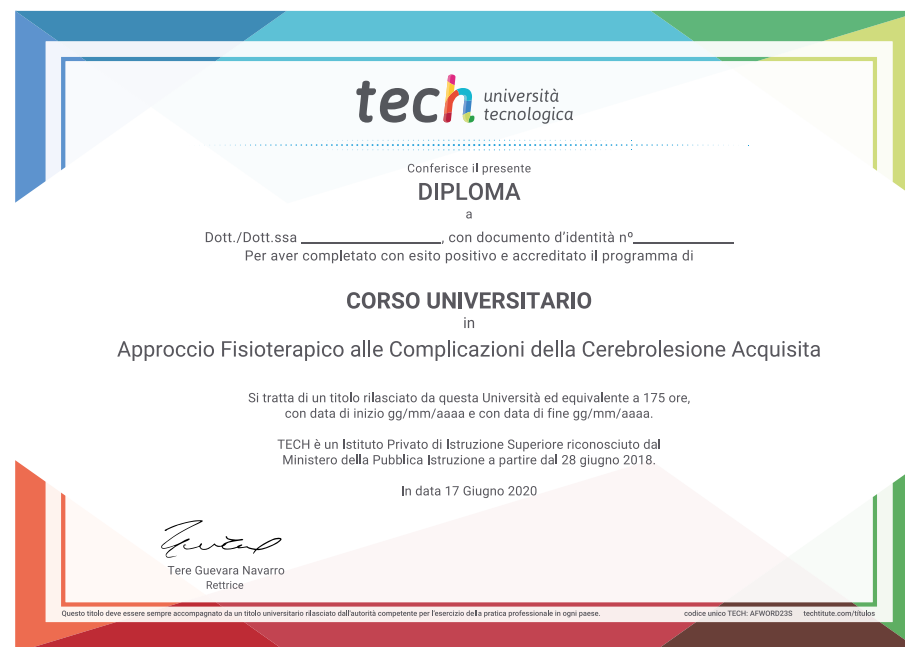 tech università
tecnologica
Conferisce il presente
DIPLOMA
a
Dott./Dott.ssa ____________________, con documento d'identità nº______________
Per aver completato con esito positivo e accreditato il programma di
CORSO UNIVERSITARIO
in
Approccio Fisioterapico alle Complicazioni della Cerebrolesione Acquisita
Si tratta di un titolo rilasciato da questa Università ed equivalente a 175 ore,
con data di inizio gg/mm/aaaa e con data di fine gg/mm/aaaa.
TECH è un Istituto Privato di Istruzione Superiore riconosciuto dal
Ministero della Pubblica Istruzione a partire dal 28 giugno 2018.
In data 17 Giugno 2020
Tere Guevara Navarro
Rettrice
Questo titolo deve essere sempre accompagnato da un titolo universitario rilasciato dall'autorità competente per l'esercizio della pratica professionale in ogni paese. codice unico TECH: AFWORD23S techtitute.com/títulos